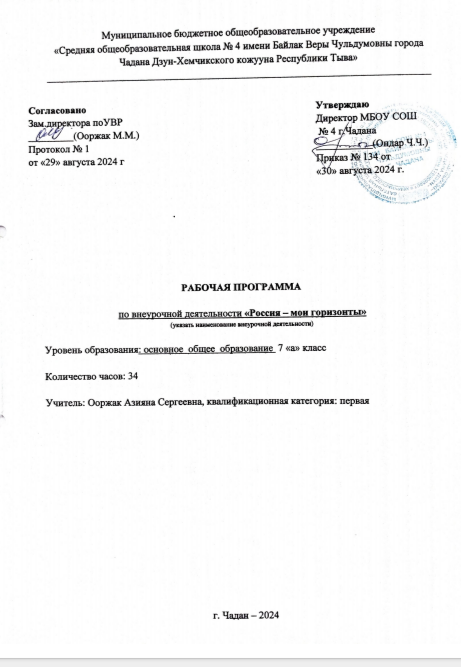 Муниципальное бюджетное общеобразовательное учреждение
«Средняя общеобразовательная школа № 4 имени Байлак Веры Чульдумовны города
Чадана Дзун-Хемчикского кожууна Республики Тыва»
Согласовано
Зам.директора поУВР
(Ооржак М.М.)
Протокол № 1
от «29» августа 2024 г
Утверждаю
Директор МБОУ СОШ
№ 4 г.Чадана
(Ондар Ч.Ч.)
Приказ № 134 от
«30» августа 2024 г.
РАБОЧАЯ ПРОГРАММА
по внеурочной деятельности «Россия – мои горизонты»
(указать наименование внеурочной деятельности)
Уровень образования: основное общее образование 7 «а» класс
Количество часов: 34
Учитель: Ооржак Азияна Сергеевна, квалификационная категория: первая
г. Чадан – 2024